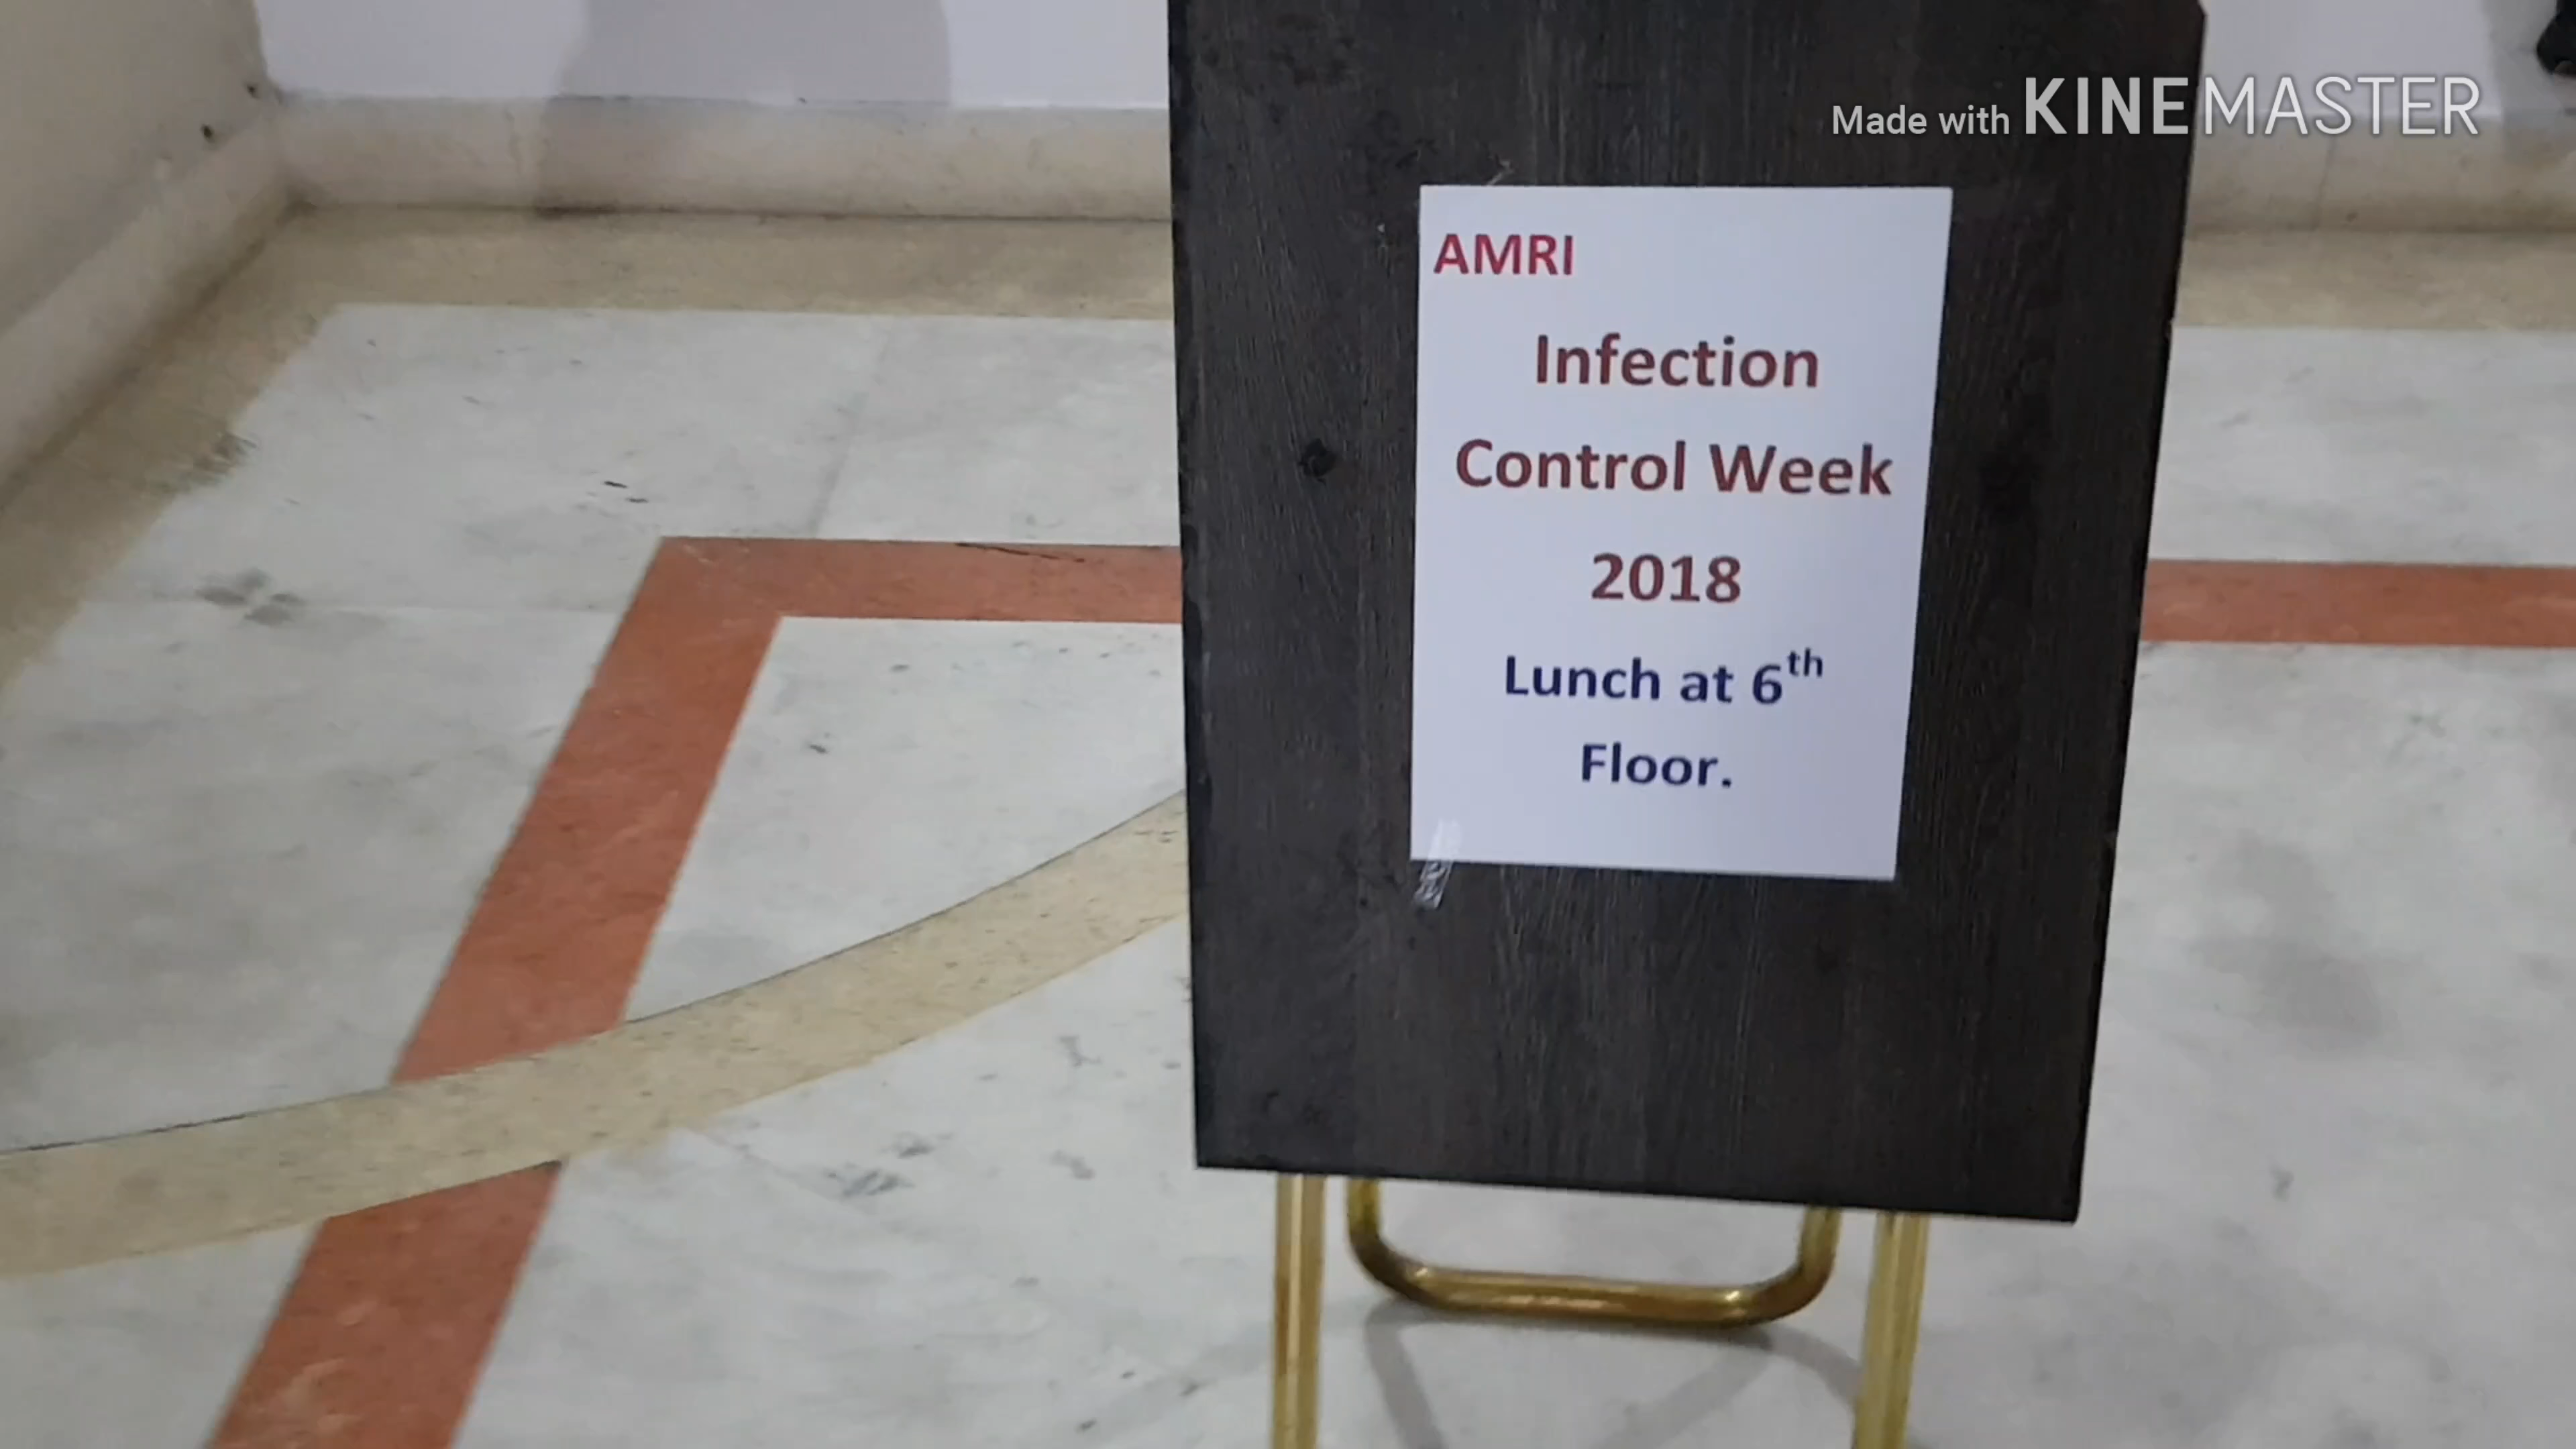 Made with KINEMASTER
AMRI
Infection
Control Week
2018
Lunch at 6th
Floor.